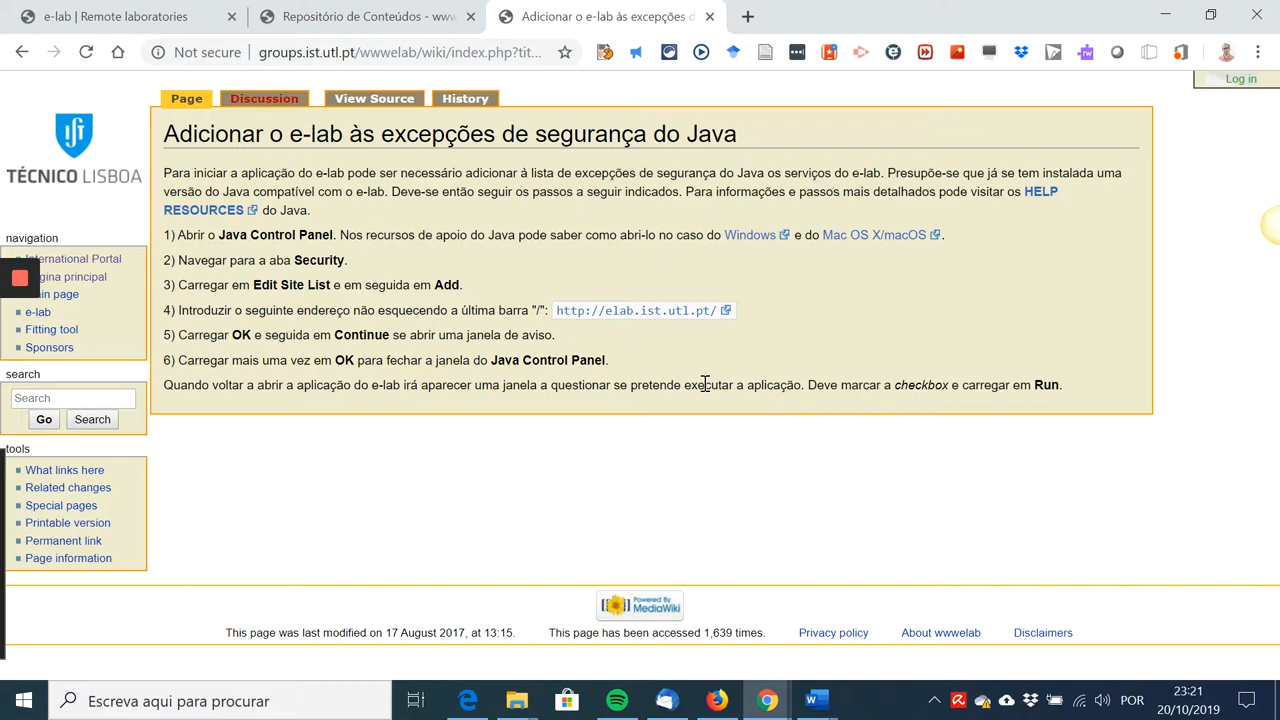 e-lab | Remote laboratories
Repositório de Conteúdos - www
Adicionar o e-lab às excepções de
Not secure
groups.ist.utl.pt/wwwelab/wiki/index.php?tit...
Log in
Page
Discussion
View Source
History
TÉCNICO LISBOA
Adicionar o e-lab às excepções de segurança do Java
Para iniciar a aplicação do e-lab pode ser necessário adicionar à lista de excepções de segurança do Java os serviços do e-lab. Presupõe-se que já se tem instalada uma
versão do Java compatível com o e-lab. Deve-se então seguir os passos a seguir indicados. Para informações e passos mais detalhados pode visitar os HELP
RESOURCES do Java.
1) Abrir o Java Control Panel. Nos recursos de apoio do Java pode saber como abri-lo no caso do Windows e do Mac OS X/macOS.
2) Navegar para a aba Security.
3) Carregar em Edit Site List e em seguida em Add.
4) Introduzir o seguinte endereço não esquecendo a última barra "/": http://elab.ist.utl.pt/
5) Carregar OK e seguida em Continue se abrir uma janela de aviso.
6) Carregar mais uma vez em OK para fechar a janela do Java Control Panel.
Quando voltar a abrir a aplicação do e-lab irá aparecer uma janela a questionar se pretende executar a aplicação. Deve marcar a checkbox e carregar em Run.
navigation
International Portal
principal
page
e-lab
Fitting tool
Sponsors
search
Search
Go
Search
tools
What links here
Related changes
Special pages
Printable version
Permanent link
Page information
Powered By
MediaWiki
This page was last modified on 17 August 2017, at 13:15.
This page has been accessed 1,639 times.
Privacy policy
About wwwelab
Disclaimers
Escreva aqui para procurar
POR
23:21
20/10/2019